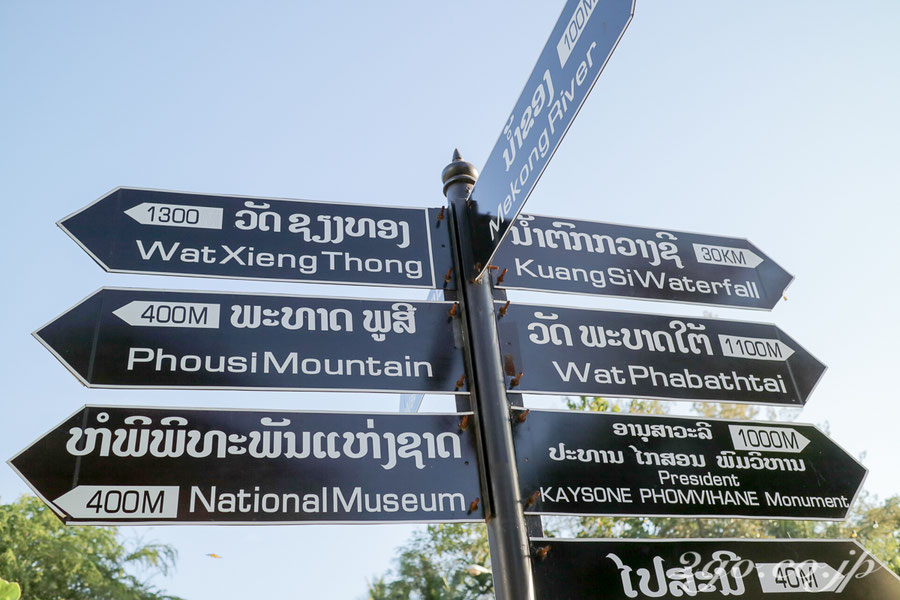 100M
ນ້ຳຂອງ
Mekong River
1300 ວັດ ຊຽງທອງ
Wat Xieng Thong
ນ້ຳຕົກກວາງຊີ 30KM
Kuang Si Waterfall
400M ພະທາດ ພູສີ
Phousi Mountain
ວັດ ພະບາດໃຕ້ 1100M
Wat Phabathtai
ຫໍພິພິທະພັນແຫ່ງຊາດ
400M National Museum
ອານຸສາວະລີ 1000M
ປະທານ ໄກສອນ ພົມວິຫານ
President
KAYSONE PHOMVIHANE Monument
ໄປສະນີ 40M
2go.co.jp